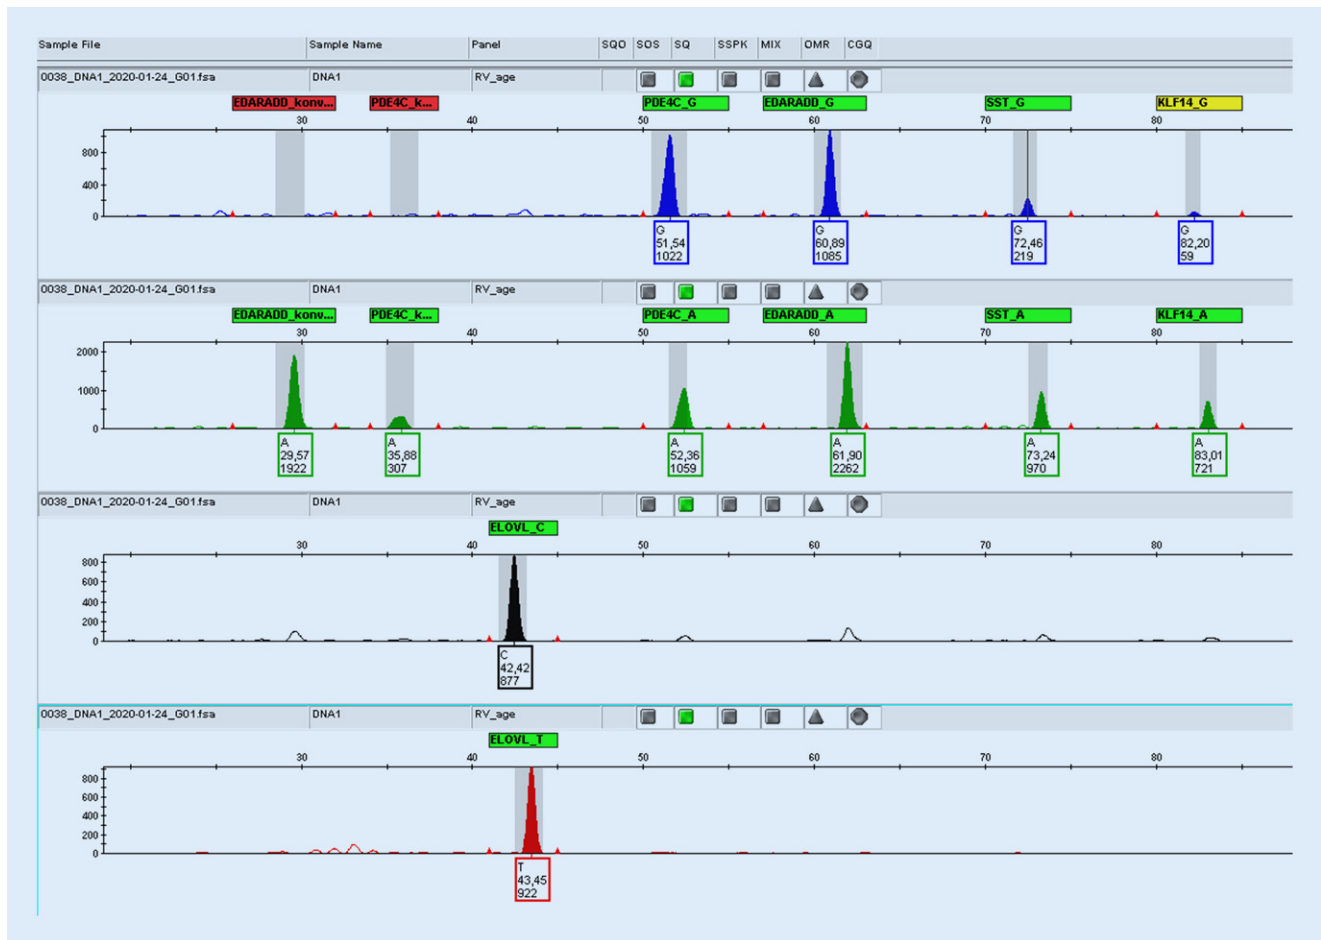 Sample File Sample Name Panel SQO SOS SQ SSPK MIX OMR CGQ
0038_DNA1_2020-01-24_G01.fsa DNA1 RV_age
EDARADD_konv... PDE4C_k... PDE4C_G EDARADD_G SST_G KLF14_G
30 40 50 60 70 80
800
400
0
G G G G
51,54 60,89 72,46 82,20
1022 1085 219 59
0038_DNA1_2020-01-24_G01.fsa DNA1 RV_age
EDARADD_konv... PDE4C_k... PDE4C_A EDARADD_A SST_A KLF14_A
30 40 50 60 70 80
2000
1000
0
A A A A A A
29,57 35,88 52,36 61,90 73,24 83,01
1922 307 1059 2262 970 721
0038_DNA1_2020-01-24_G01.fsa DNA1 RV_age
ELOVL_C
30 40 50 60 70 80
800
600
400
200
0
C
42,42
877
0038_DNA1_2020-01-24_G01.fsa DNA1 RV_age
ELOVL_T
30 40 50 60 70 80
800
600
400
200
0
T
43,45
922